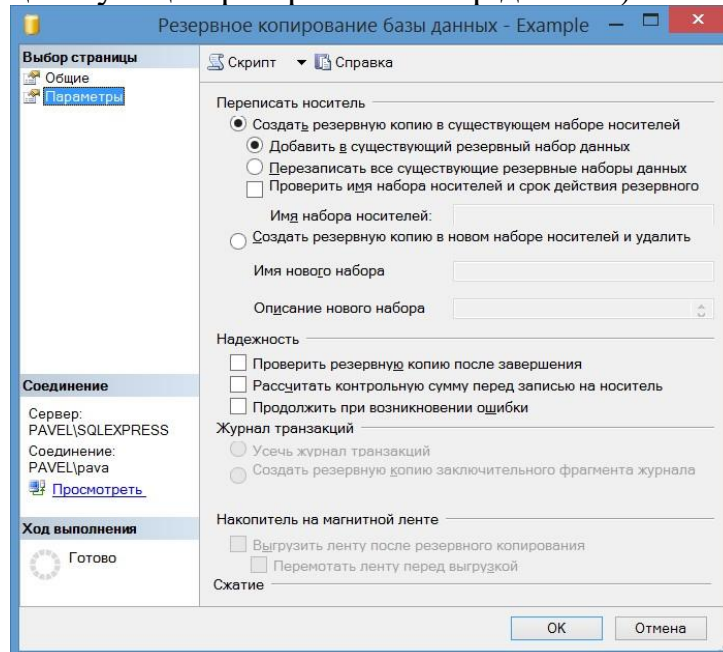 Резервное копирование базы данных - Example
Выбор страницы
Общие
Параметры
Скрипт
Справка
Переписать носитель
Создать резервную копию в существующем наборе носителей
Добавить в существующий резервный набор данных
Перезаписать все существующие резервные наборы данных
Проверить имя набора носителей и срок действия резервного
Имя набора носителей:
Создать резервную копию в новом наборе носителей и удалить
Имя нового набора
Описание нового набора
Надежность
Проверить резервную копию после завершения
Рассчитать контрольную сумму перед записью на носитель
Продолжить при возникновении ошибки
Журнал транзакций
Усечь журнал транзакций
Создать резервную копию заключительного фрагмента журнала
Накопитель на магнитной ленте
Выгрузить ленту после резервного копирования
Перемотать ленту перед выгрузкой
Сжатие
Соединение
Сервер:
PAVEL\SQLEXPRESS
Соединение:
PAVEL\pava
Просмотреть
Ход выполнения
Готово
OK
Отмена